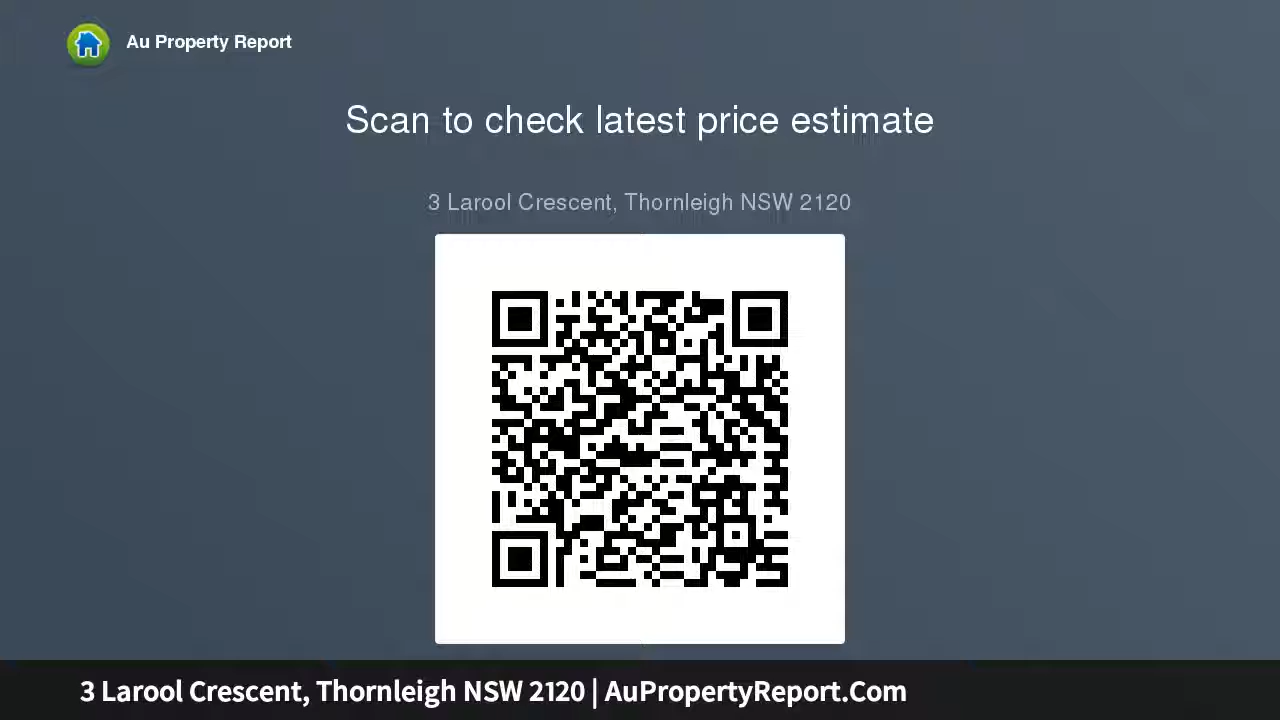 Au Property Report
Scan to check latest price estimate
3 Larool Crescent, Thornleigh NSW 2120
3 Larool Crescent, Thornleigh NSW 2120 | AuPropertyReport.Com